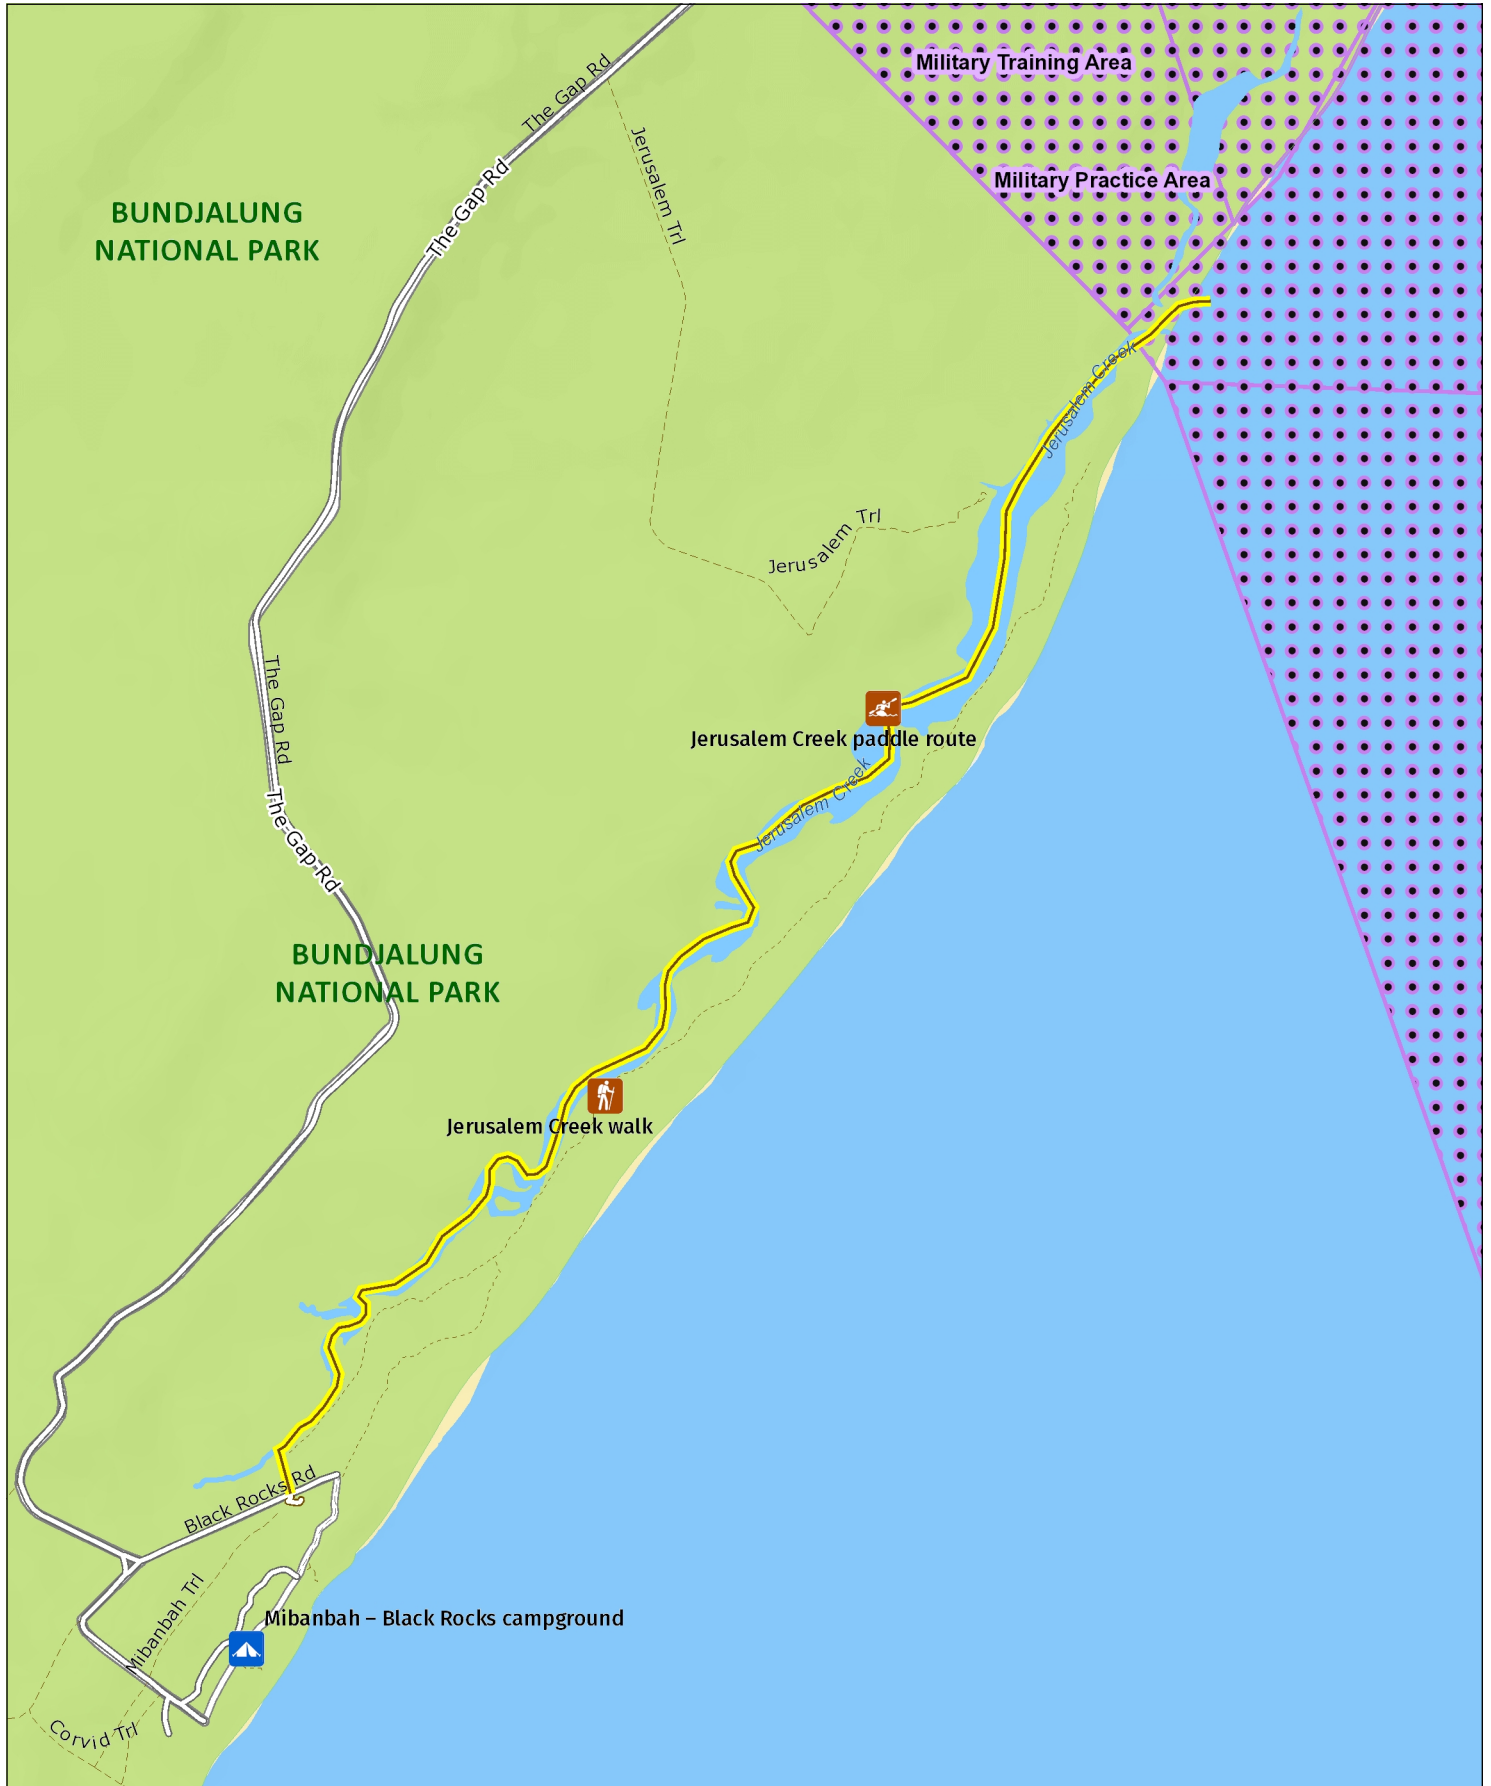 The Gap Rd
Military Training Area
Jerusalem Trl
The Gap Rd
Military Practice Area
BUNDJALUNG
NATIONAL PARK
Jerusalem Creek
Jerusalem Trl
The Gap Rd
Jerusalem Creek paddle route
Jerusalem Creek
The Gap Rd
BUNDJALUNG
NATIONAL PARK
Jerusalem Creek walk
Black Rocks Rd
Mibanbah Trl
Mibanbah – Black Rocks campground
Corvid Trl